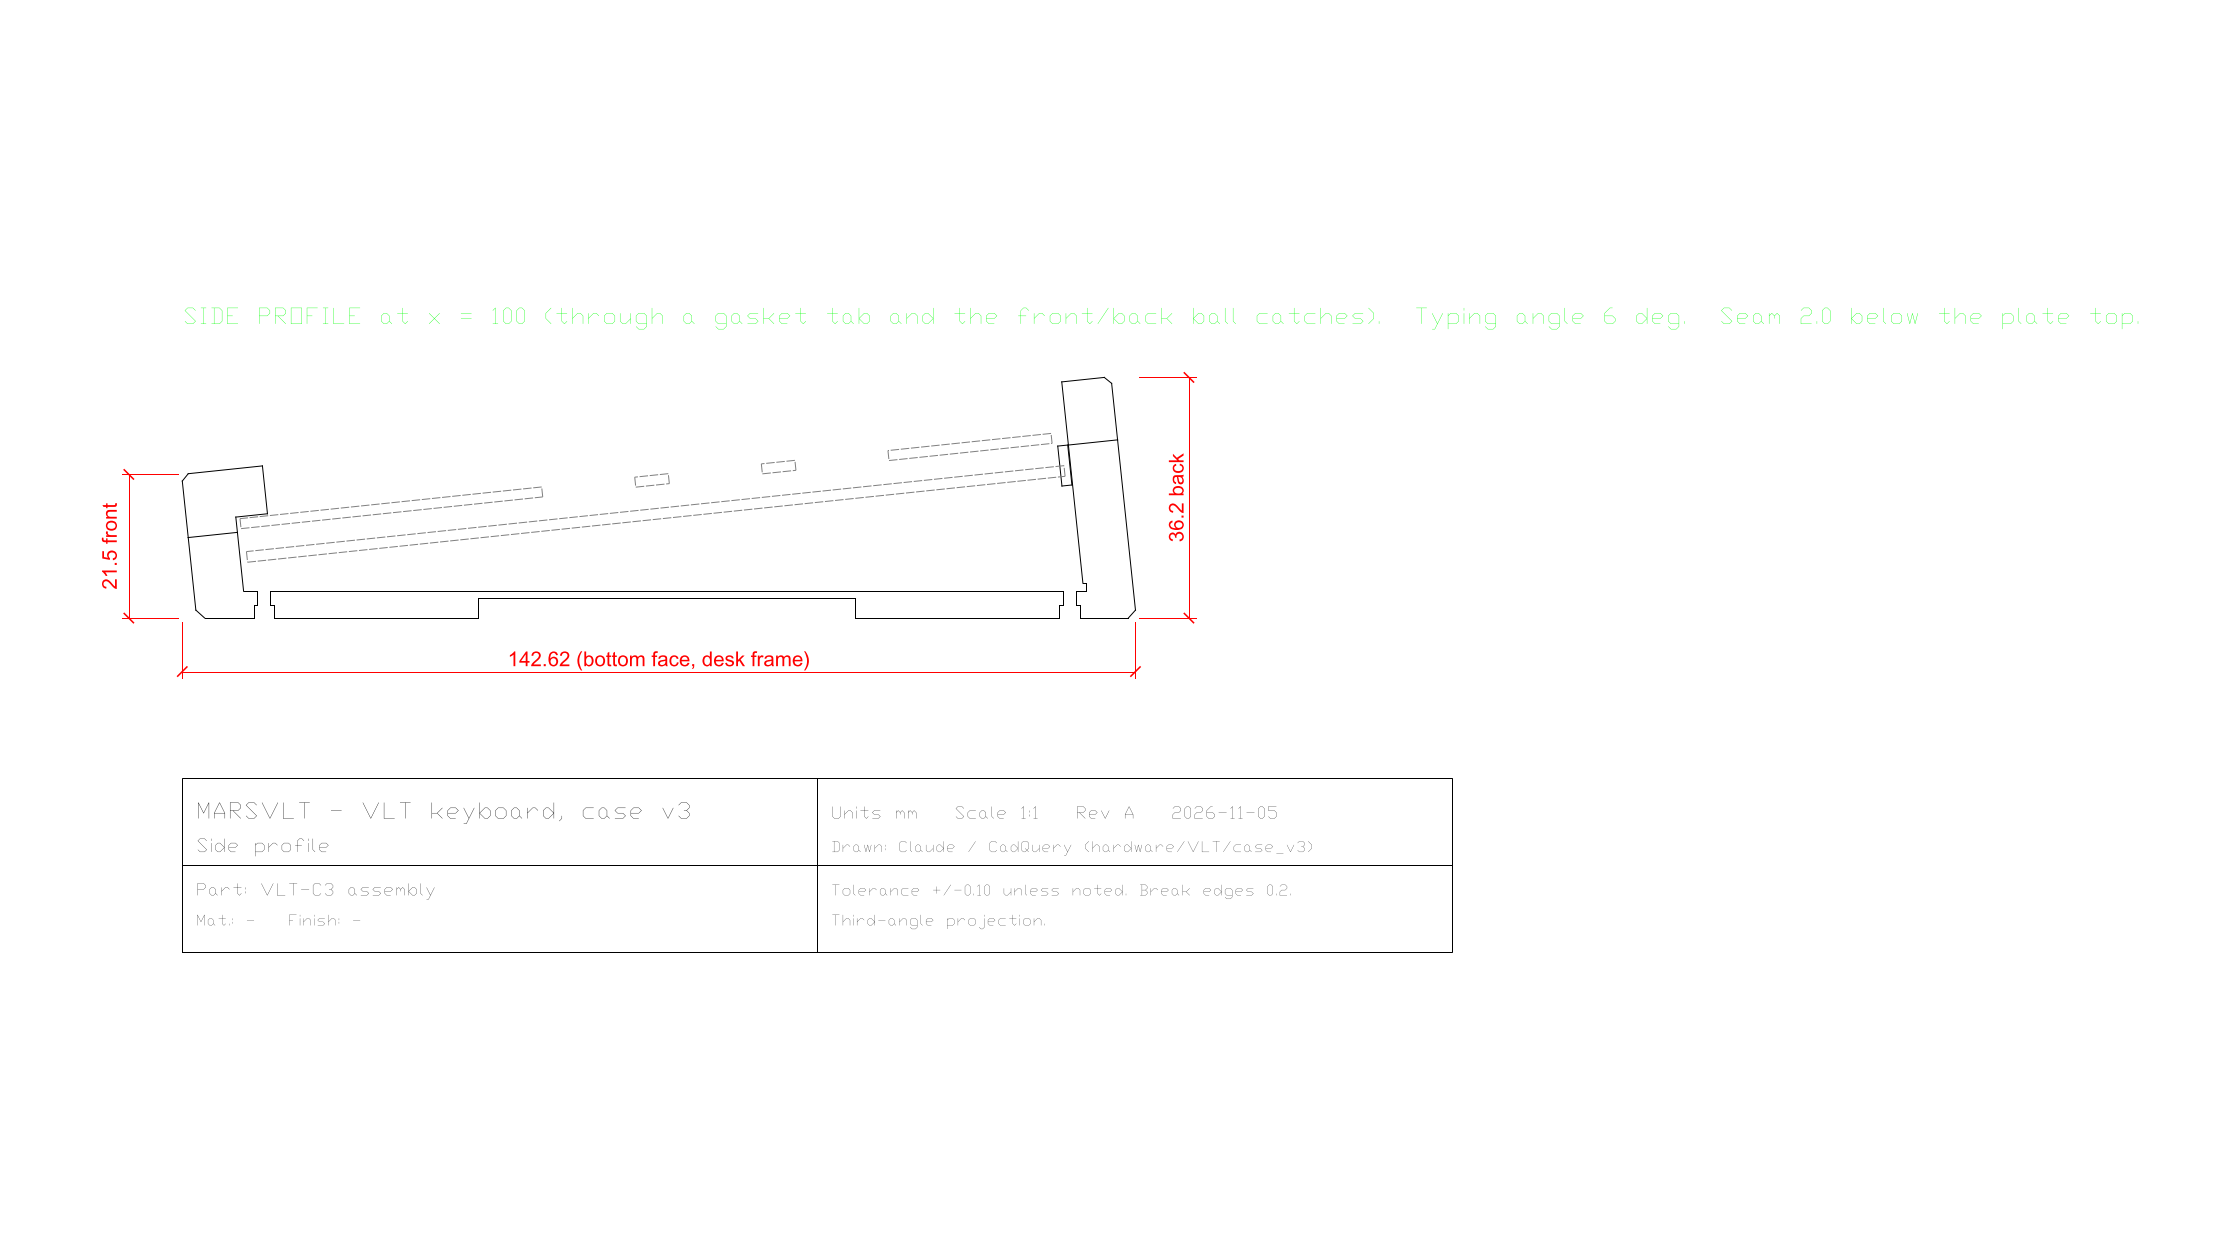 SIDE PROFILE at x = 100 (through a gasket tab and the front/back ball catches).  Typing angle 6 deg.  Seam 2.0 below the plate top.
36.2 back
21.5 front
142.62 (bottom face, desk frame)
MARSVLT - VLT keyboard, case v3
Side profile
Units mm   Scale 1:1   Rev A   2026-11-05
Drawn: Claude / CadQuery (hardware/VLT/case_v3)
Part: VLT-C3 assembly
Mat.: -   Finish: -
Tolerance +/-0.10 unless noted. Break edges 0.2.
Third-angle projection.